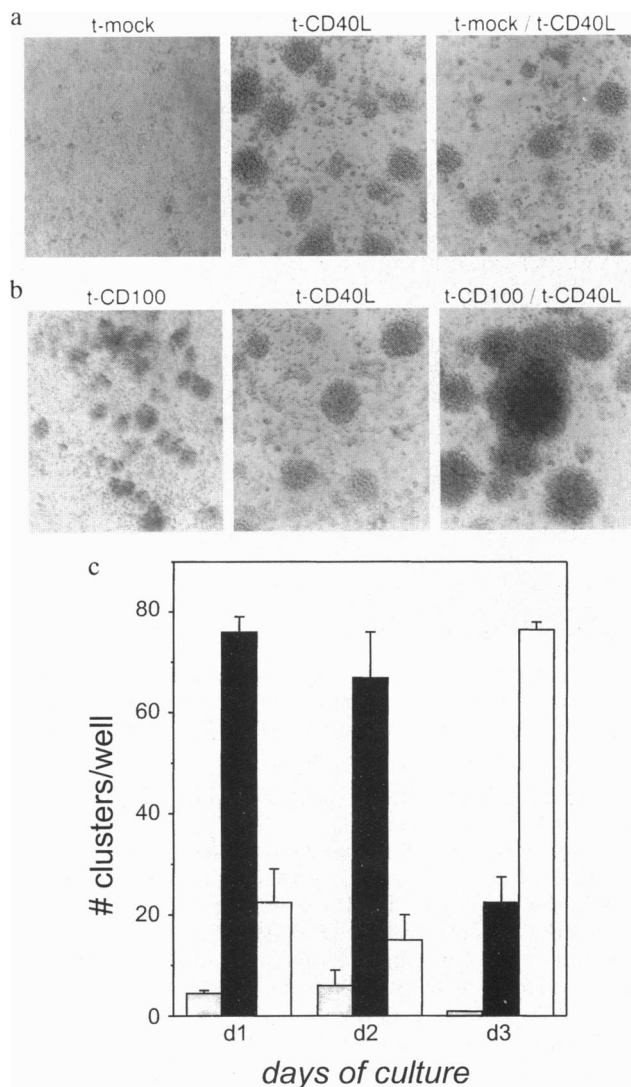 a
t-mock t-CD40L t-mock / t-CD40L
b
t-CD100 t-CD40L t-CD100 / t-CD40L
c
80
60
40
20
0
# clusters/well
d1 d2 d3
days of culture